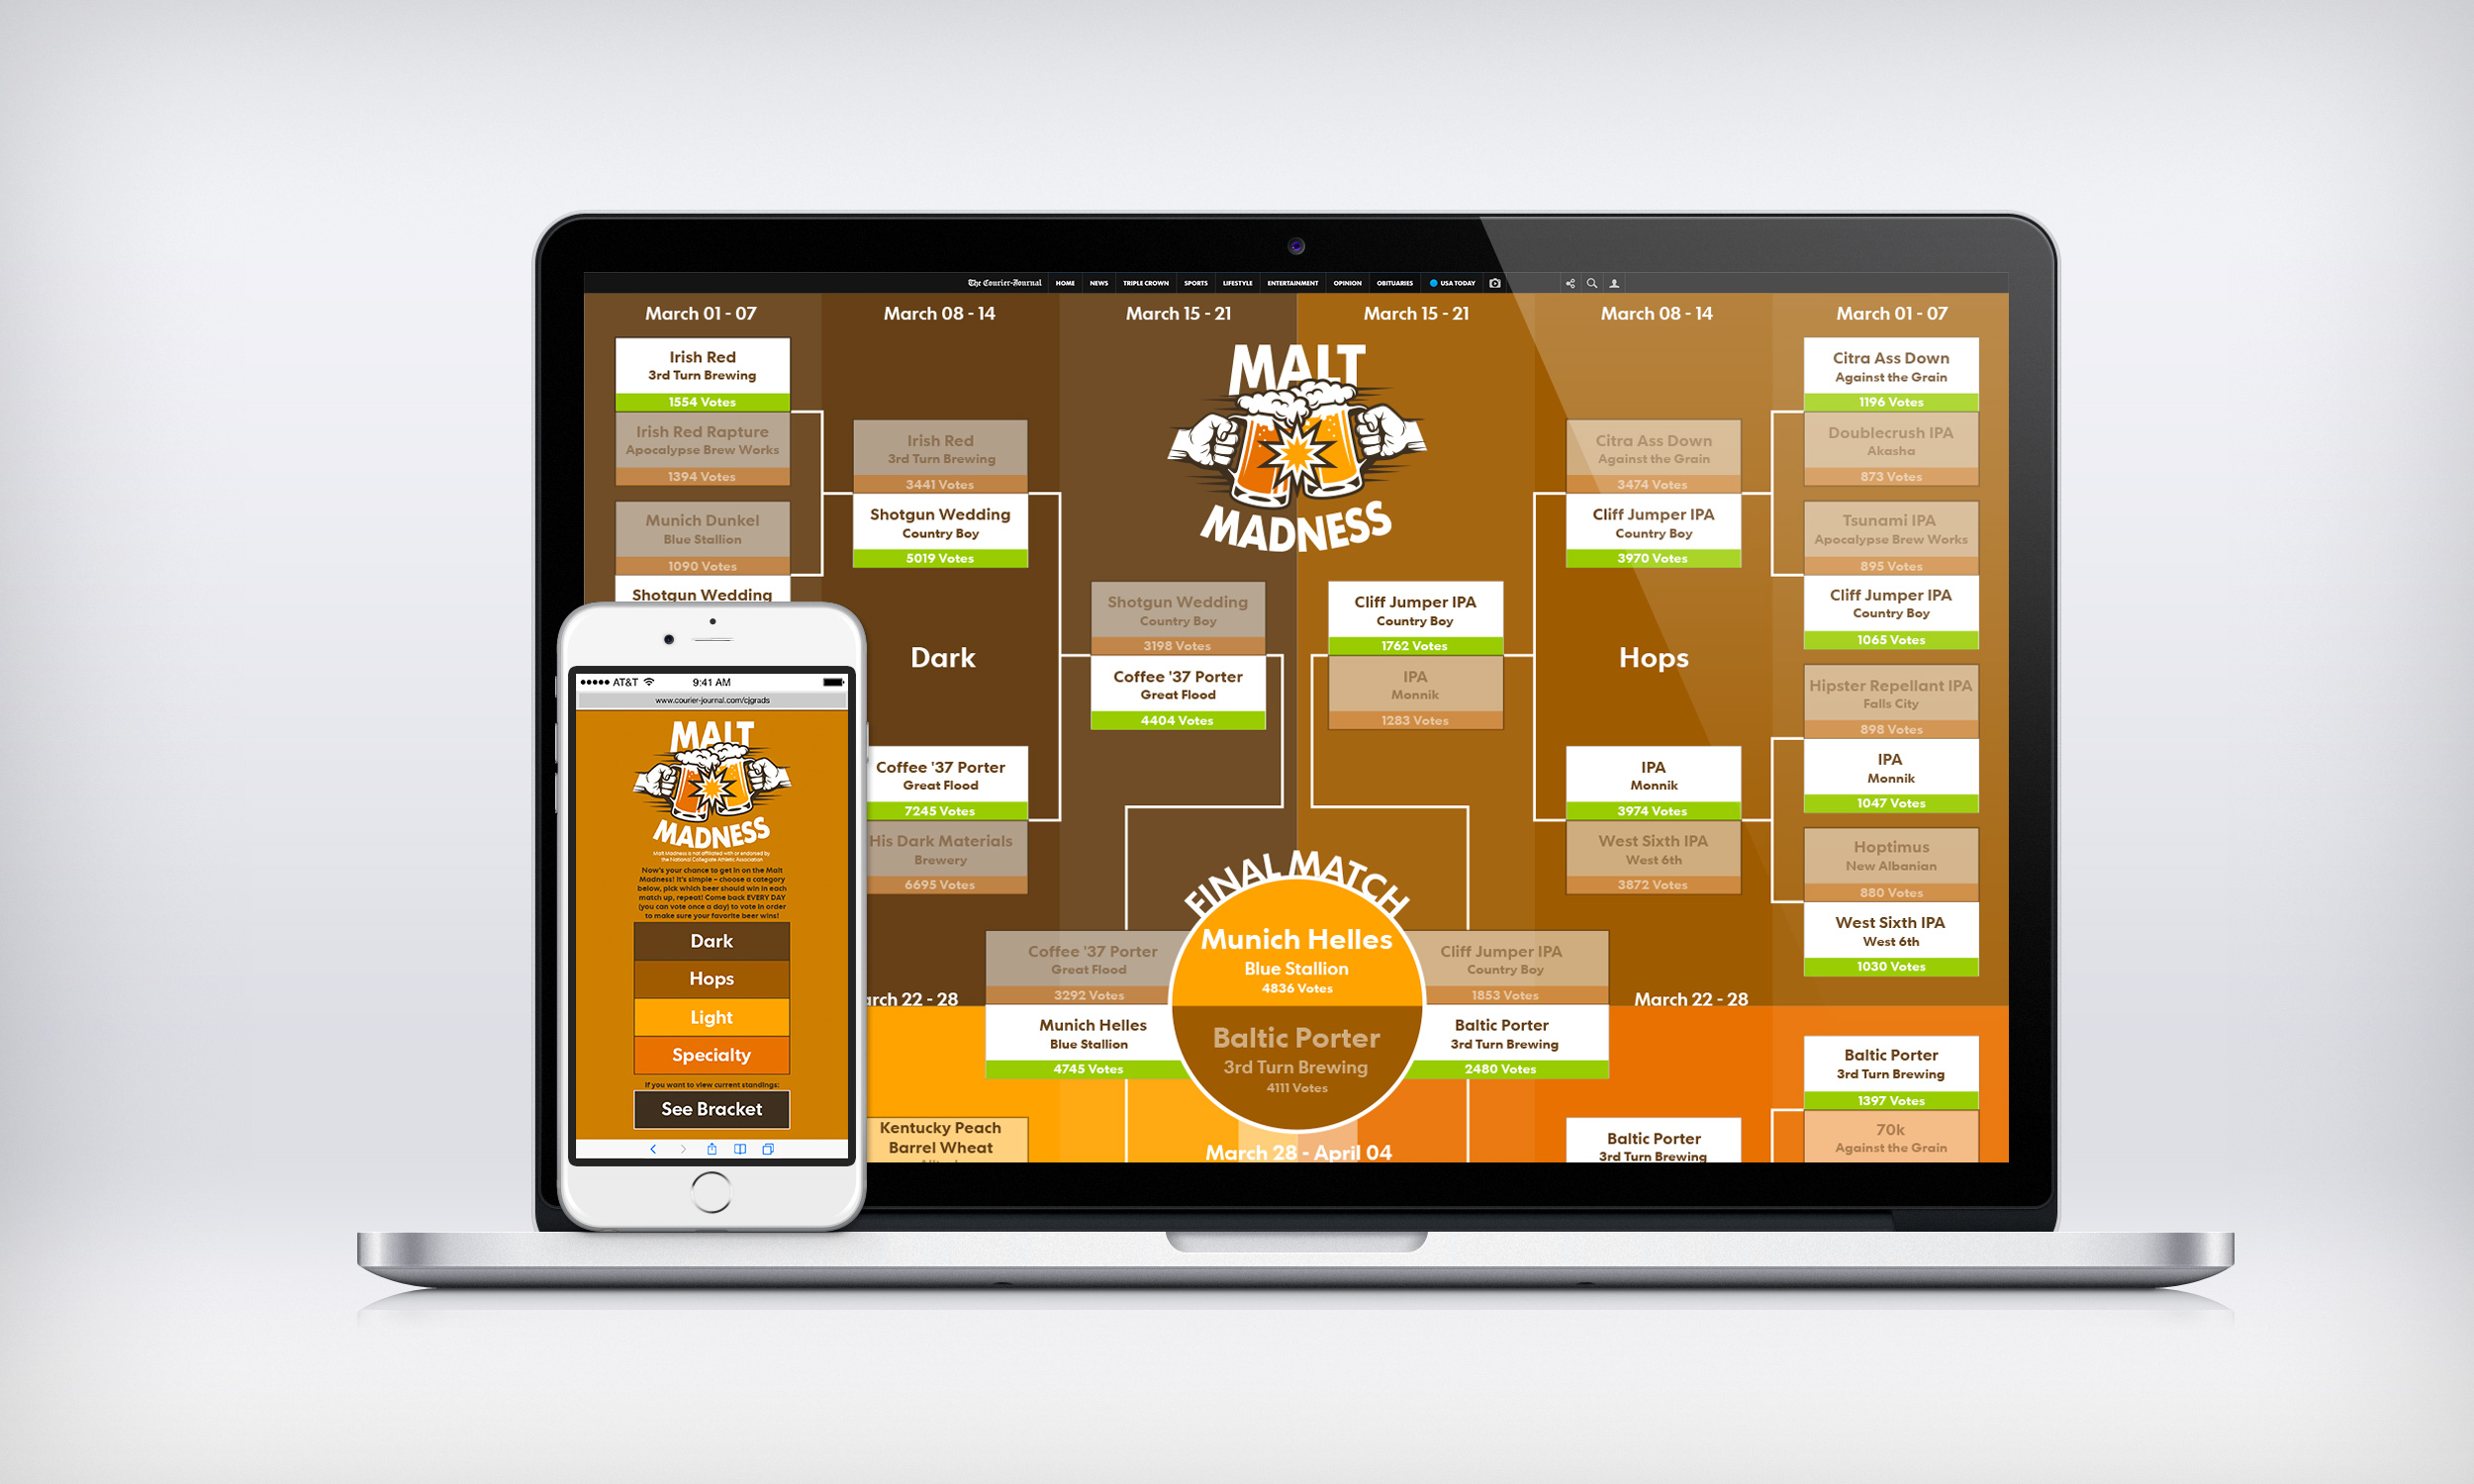 The Courier-Journal HOME NEWS TRIPLE CROWN SPORTS LIFESTYLE ENTERTAINMENT OPINION OBITUARIES USA TODAY
March 01 - 07
March 08 - 14
March 15 - 21
March 15 - 21
March 08 - 14
March 01 - 07
MALT
MADNESS
Irish Red
3rd Turn Brewing
1554 Votes
Irish Red Rapture
Apocalypse Brew Works
1394 Votes
Munich Dunkel
Blue Stallion
1090 Votes
Shotgun Wedding
Irish Red
3rd Turn Brewing
3441 Votes
Shotgun Wedding
Country Boy
5019 Votes
Dark
Coffee '37 Porter
Great Flood
7245 Votes
His Dark Materials
Brewery
6695 Votes
Shotgun Wedding
Country Boy
3198 Votes
Coffee '37 Porter
Great Flood
4404 Votes
Cliff Jumper IPA
Country Boy
1762 Votes
IPA
Monnik
1283 Votes
Citra Ass Down
Against the Grain
3474 Votes
Cliff Jumper IPA
Country Boy
3970 Votes
Hops
IPA
Monnik
3974 Votes
West Sixth IPA
West 6th
3872 Votes
Citra Ass Down
Against the Grain
1196 Votes
Doublecrush IPA
Akasha
873 Votes
Tsunami IPA
Apocalypse Brew Works
895 Votes
Cliff Jumper IPA
Country Boy
1065 Votes
Hipster Repellant IPA
Falls City
898 Votes
IPA
Monnik
1047 Votes
Hoptimus
New Albanian
880 Votes
West Sixth IPA
West 6th
1030 Votes
FINAL MATCH
Munich Helles
Blue Stallion
4836 Votes
Baltic Porter
3rd Turn Brewing
4111 Votes
arch 22 - 28
Coffee '37 Porter
Great Flood
3292 Votes
Munich Helles
Blue Stallion
4745 Votes
Cliff Jumper IPA
Country Boy
1853 Votes
Baltic Porter
3rd Turn Brewing
2480 Votes
March 22 - 28
Kentucky Peach
Barrel Wheat
March 28 - April 04
Baltic Porter
3rd Turn Brewing
Baltic Porter
3rd Turn Brewing
1397 Votes
70k
Against the Grain
AT&T 9:41 AM
www.courier-journal.com/cjgrads
MALT
MADNESS
Malt Madness is not affiliated with or endorsed by
the National Collegiate Athletic Association
Now's your chance to get in on the Malt
Madness! It's simple - choose a category
below, pick which beer should win in each
match up, repeat! Come back EVERY DAY
(you can vote once a day) to vote in order
to make sure your favorite beer wins!
Dark
Hops
Light
Specialty
If you want to view current standings:
See Bracket